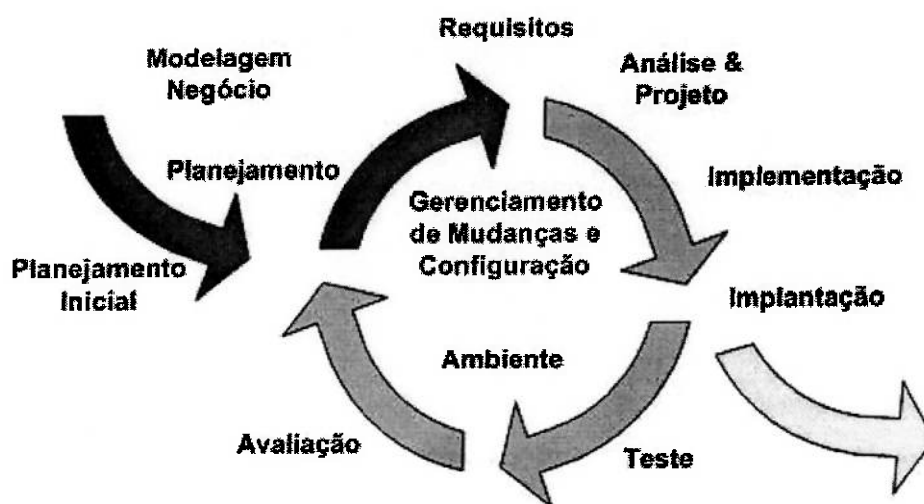 Requisitos
Modelagem
Negócio
Análise &
Projeto
Planejamento
Implementação
Gerenciamento
de Mudanças e
Configuração
Planejamento
Inicial
Implantação
Ambiente
Avaliação
Teste